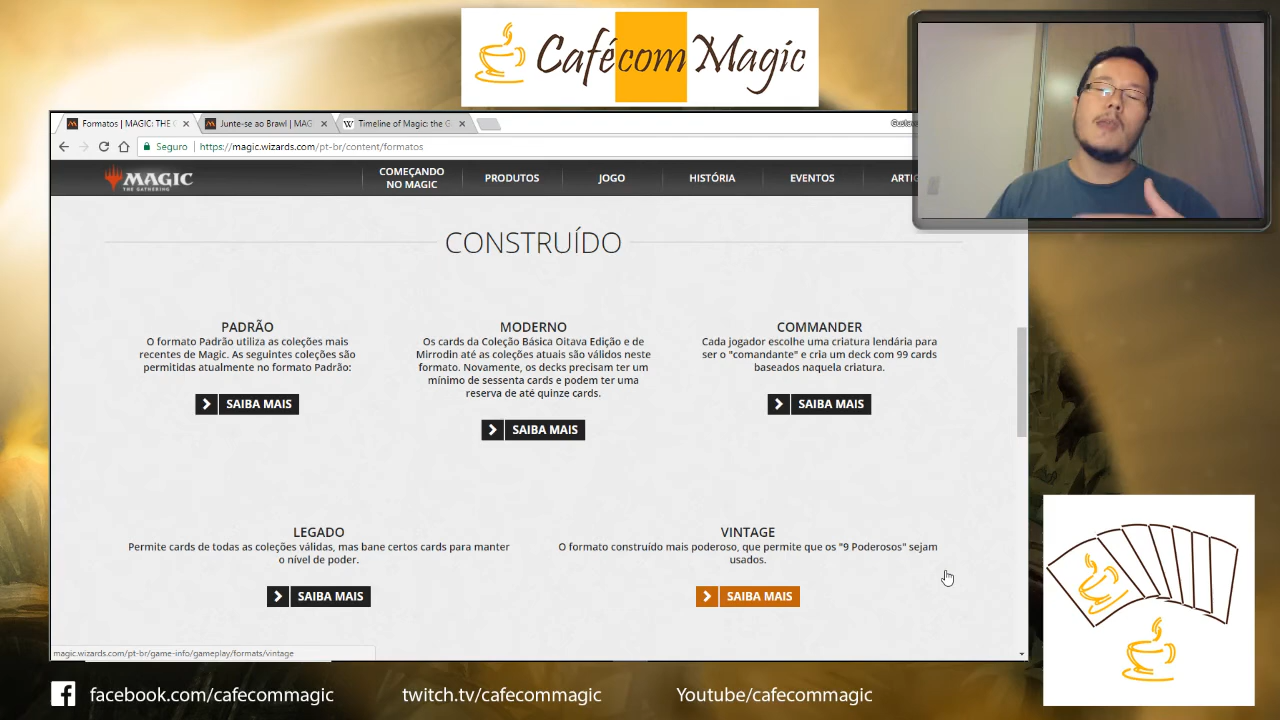 Café com Magic
Formatos | MAGIC: THE G
Junte-se ao Brawl | MAG
Timeline of Magic: the G
Seguro
https://magic.wizards.com/pt-br/content/formatos
MAGIC
THE GATHERING
COMEÇANDO
NO MAGIC
PRODUTOS
JOGO
HISTÓRIA
EVENTOS
ARTIG
CONSTRUÍDO
PADRÃO
O formato Padrão utiliza as coleções mais
recentes de Magic. As seguintes coleções são
permitidas atualmente no formato Padrão:
SAIBA MAIS
MODERNO
Os cards da Coleção Básica Oitava Edição e de
Mirrodin até as coleções atuais são válidos neste
formato. Novamente, os decks precisam ter um
mínimo de sessenta cards e podem ter uma
reserva de até quinze cards.
SAIBA MAIS
COMMANDER
Cada jogador escolhe uma criatura lendária para
ser o "comandante" e cria um deck com 99 cards
baseados naquela criatura.
SAIBA MAIS
LEGADO
Permite cards de todas as coleções válidas, mas bane certos cards para manter
o nível de poder.
SAIBA MAIS
VINTAGE
O formato construído mais poderoso, que permite que os "9 Poderosos" sejam
usados.
SAIBA MAIS
magic.wizards.com/pt-br/game-info/gameplay/formats/vintage
facebook.com/cafecommagic
twitch.tv/cafecommagic
Youtube/cafecommagic